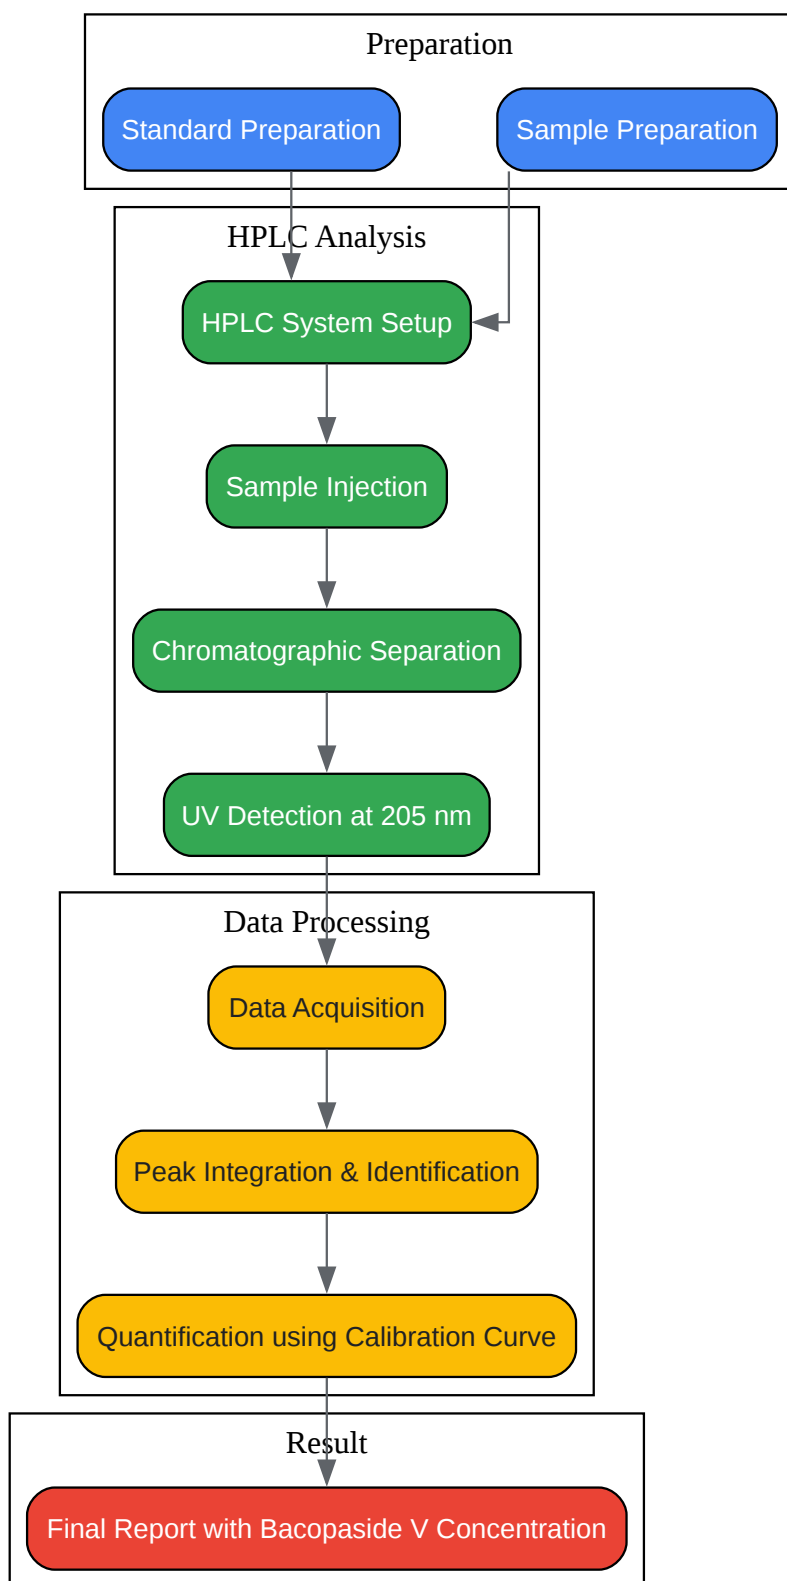 Preparation
Standard Preparation
Sample Preparation
HPLC Analysis
HPLC System Setup
Sample Injection
Chromatographic Separation
UV Detection at 205 nm
Data Processing
Data Acquisition
Peak Integration & Identification
Quantification using Calibration Curve
Result
Final Report with Bacopaside V Concentration